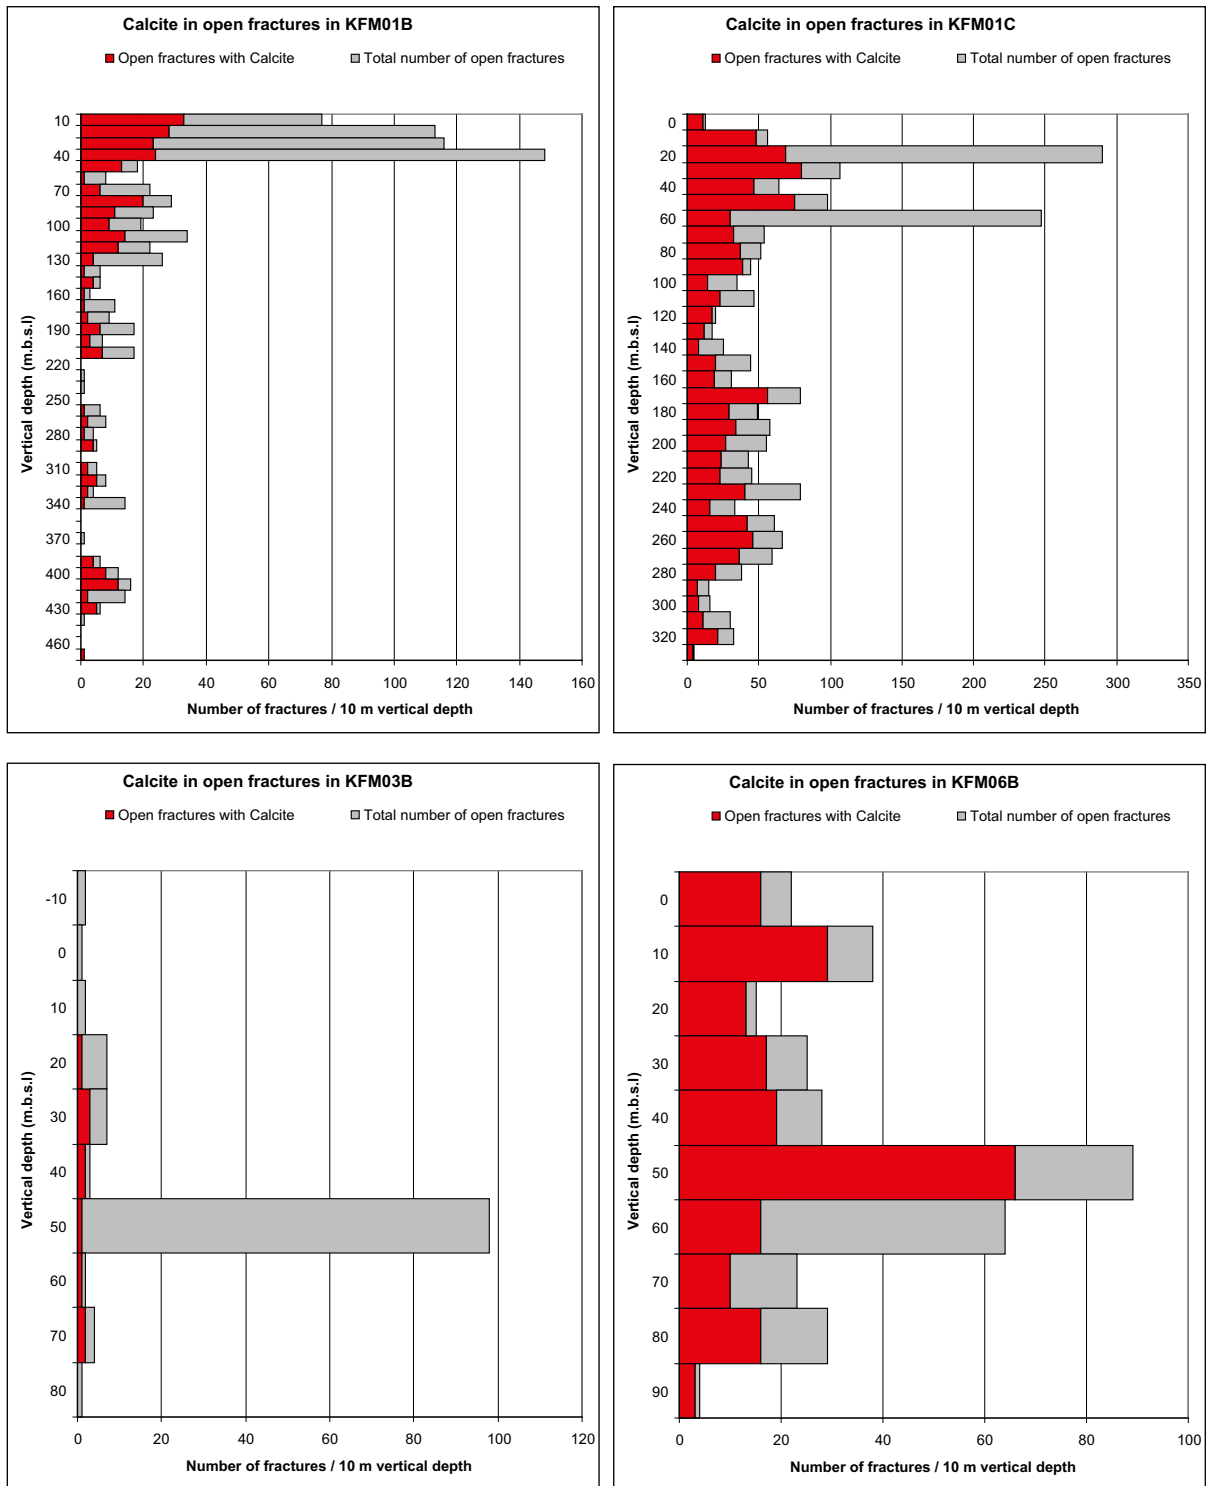 Calcite in open fractures in KFM01B
Open fractures with Calcite Total number of open fractures
Vertical depth (m.b.s.l)
10
40
70
100
130
160
190
220
250
280
310
340
370
400
430
460
0 20 40 60 80 100 120 140 160
Number of fractures / 10 m vertical depth
Calcite in open fractures in KFM01C
Open fractures with Calcite Total number of open fractures
Vertical depth (m.b.s.l)
0
20
40
60
80
100
120
140
160
180
200
220
240
260
280
300
320
0 50 100 150 200 250 300 350
Number of fractures / 10 m vertical depth
Calcite in open fractures in KFM03B
Open fractures with Calcite Total number of open fractures
Vertical depth (m.b.s.l)
-10
0
10
20
30
40
50
60
70
80
0 20 40 60 80 100 120
Number of fractures / 10 m vertical depth
Calcite in open fractures in KFM06B
Open fractures with Calcite Total number of open fractures
Vertical depth (m.b.s.l)
0
10
20
30
40
50
60
70
80
90
0 20 40 60 80 100
Number of fractures / 10 m vertical depth